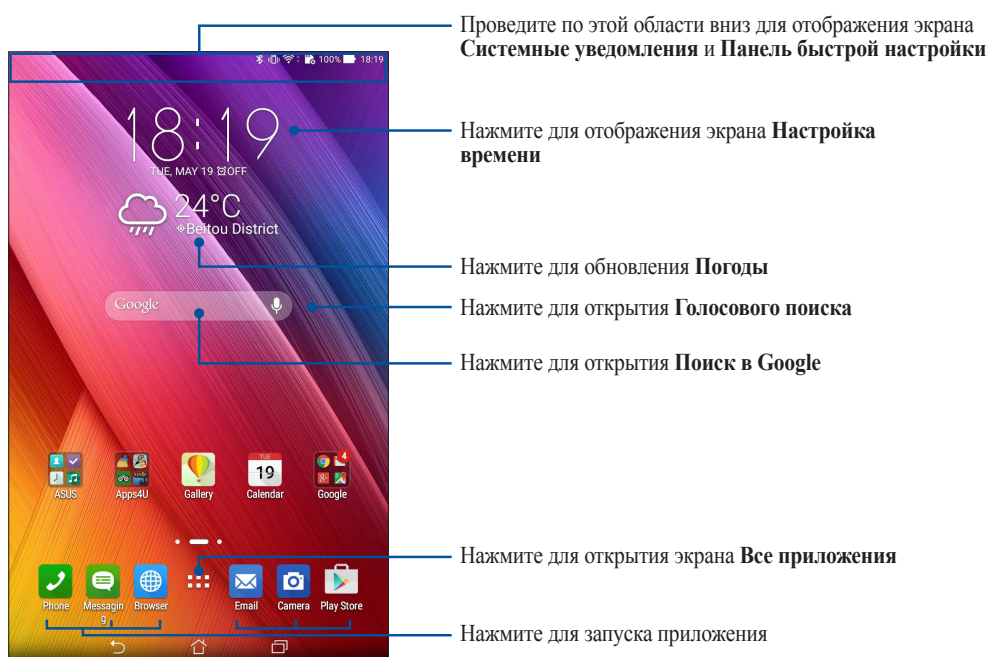 Проведите по этой области вниз для отображения экрана
Системные уведомления и Панель быстрой настройки
100% 18:19
18:19
Нажмите для отображения экрана Настройка
времени
TUE, MAY 19 OFF
24°C
Beitou District
Нажмите для обновления Погоды
Google
Нажмите для открытия Голосового поиска
Нажмите для открытия Поиск в Google
4
TUE
19
ASUS Apps4U Gallery Calendar Google
Нажмите для открытия экрана Все приложения
Phone Messagin Browser Email Camera Play Store
g
Нажмите для запуска приложения